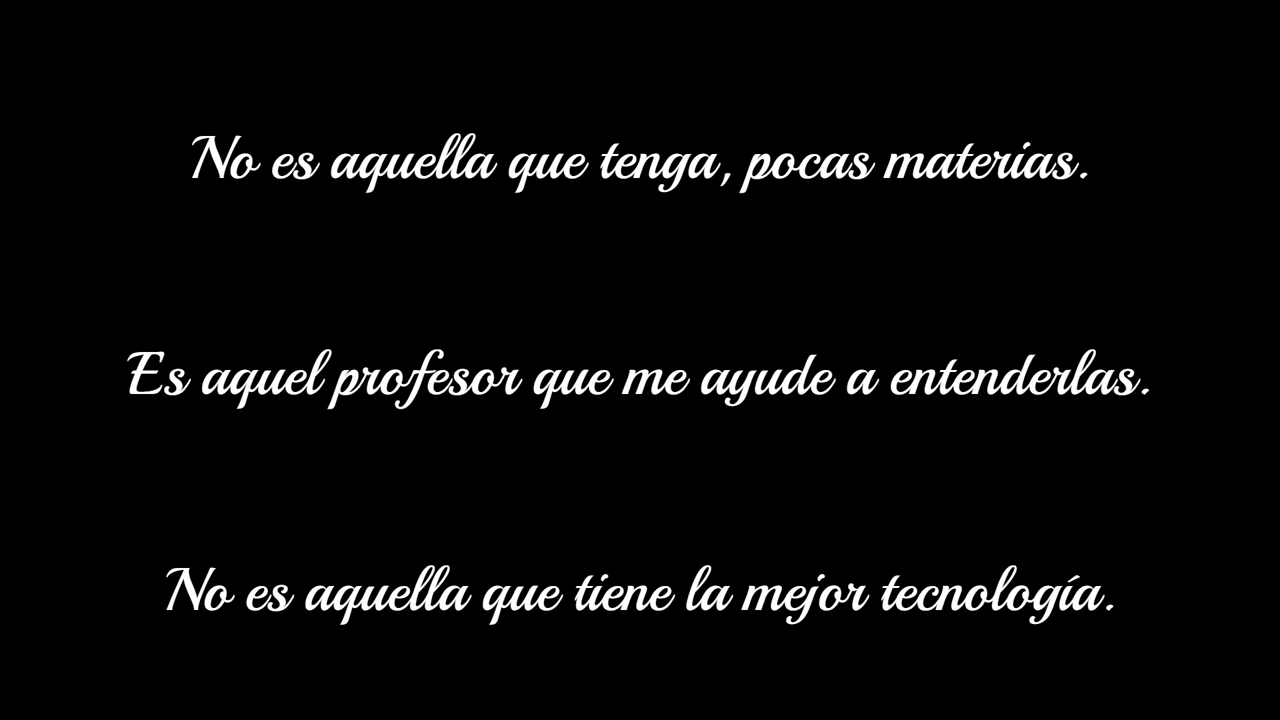 No es aquella que tenga, pocas materias.
Es aquel profesor que me ayude a entenderlas.
No es aquella que tiene la mejor tecnología.